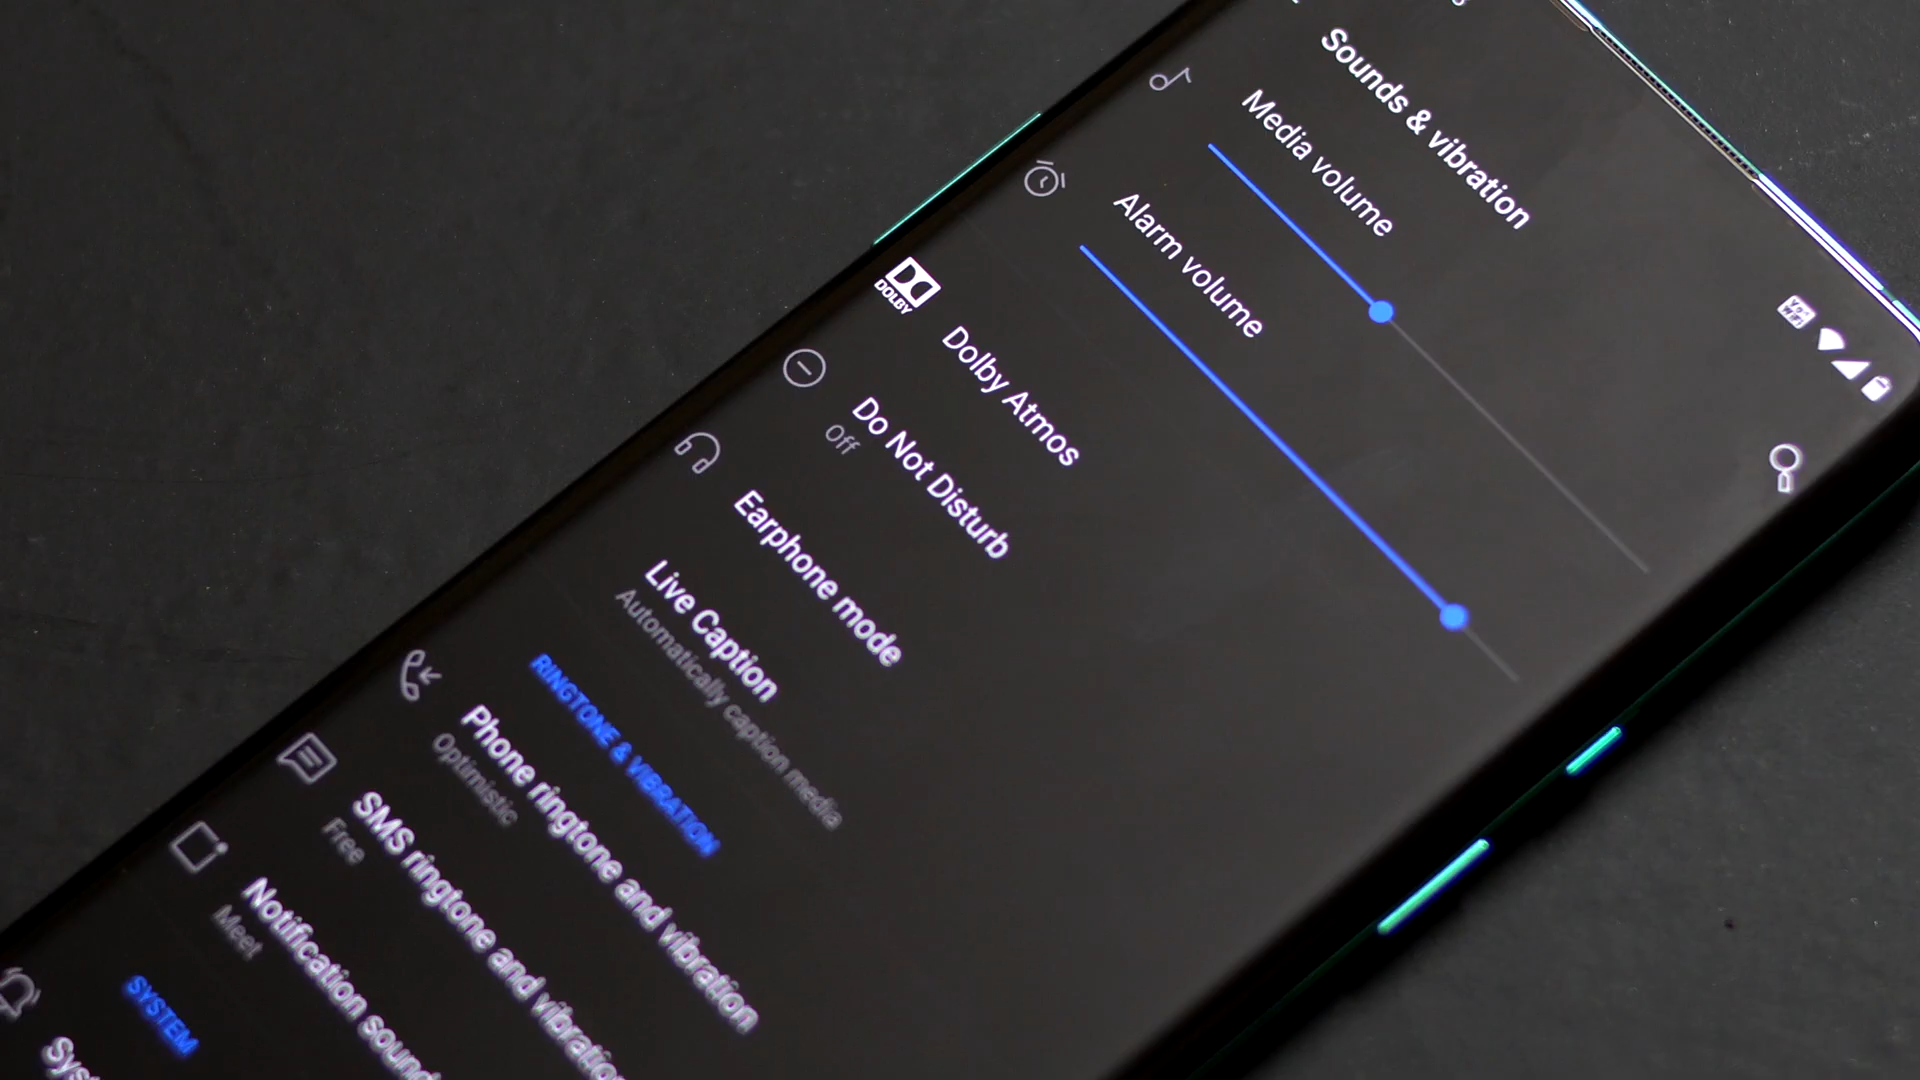 Sounds & vibration
Media volume
Alarm volume
DOLBY
Dolby Atmos
Do Not Disturb
Off
Earphone mode
Live Caption
Automatically caption media
RINGTONE & VIBRATION
Phone ringtone and vibration
Optimistic
SMS ringtone and vibration
Free
Notification sound
Meet
SYSTEM
Syst